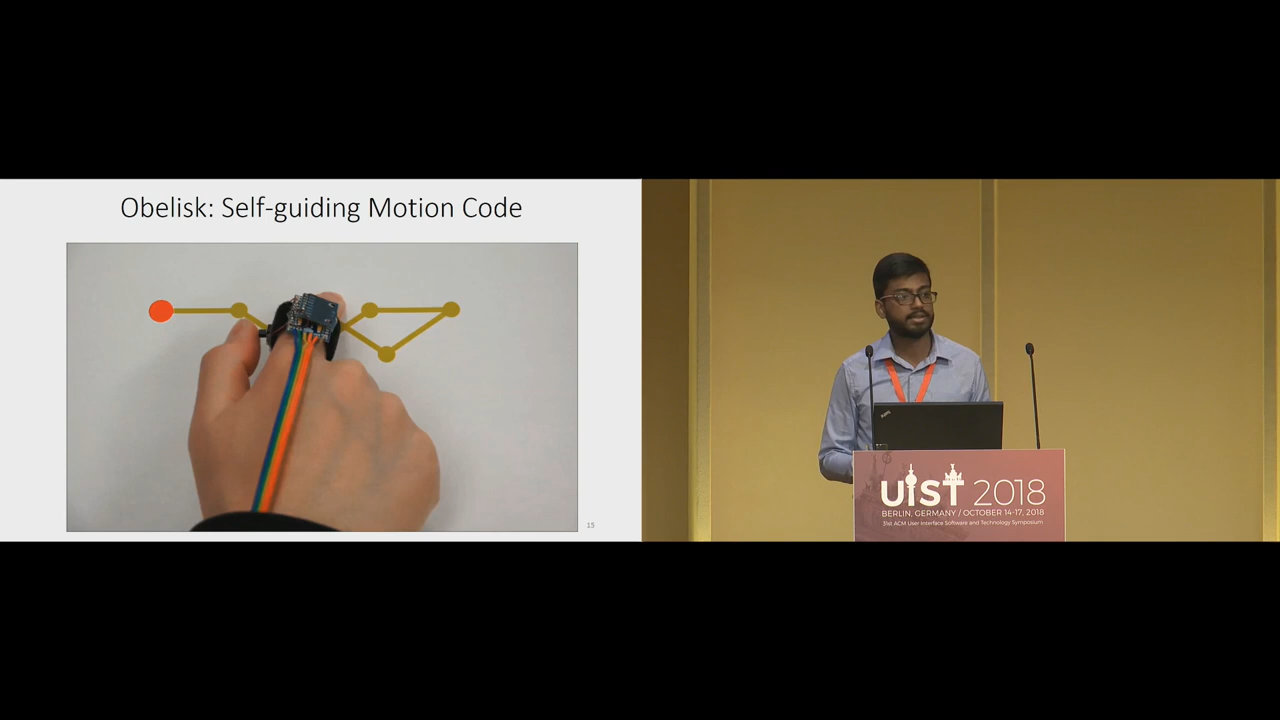 Obelisk: Self-guiding Motion Code
15
UIST 2018
BERLIN, GERMANY / OCTOBER 14-17, 2018
31st ACM User Interface Software and Technology Symposium